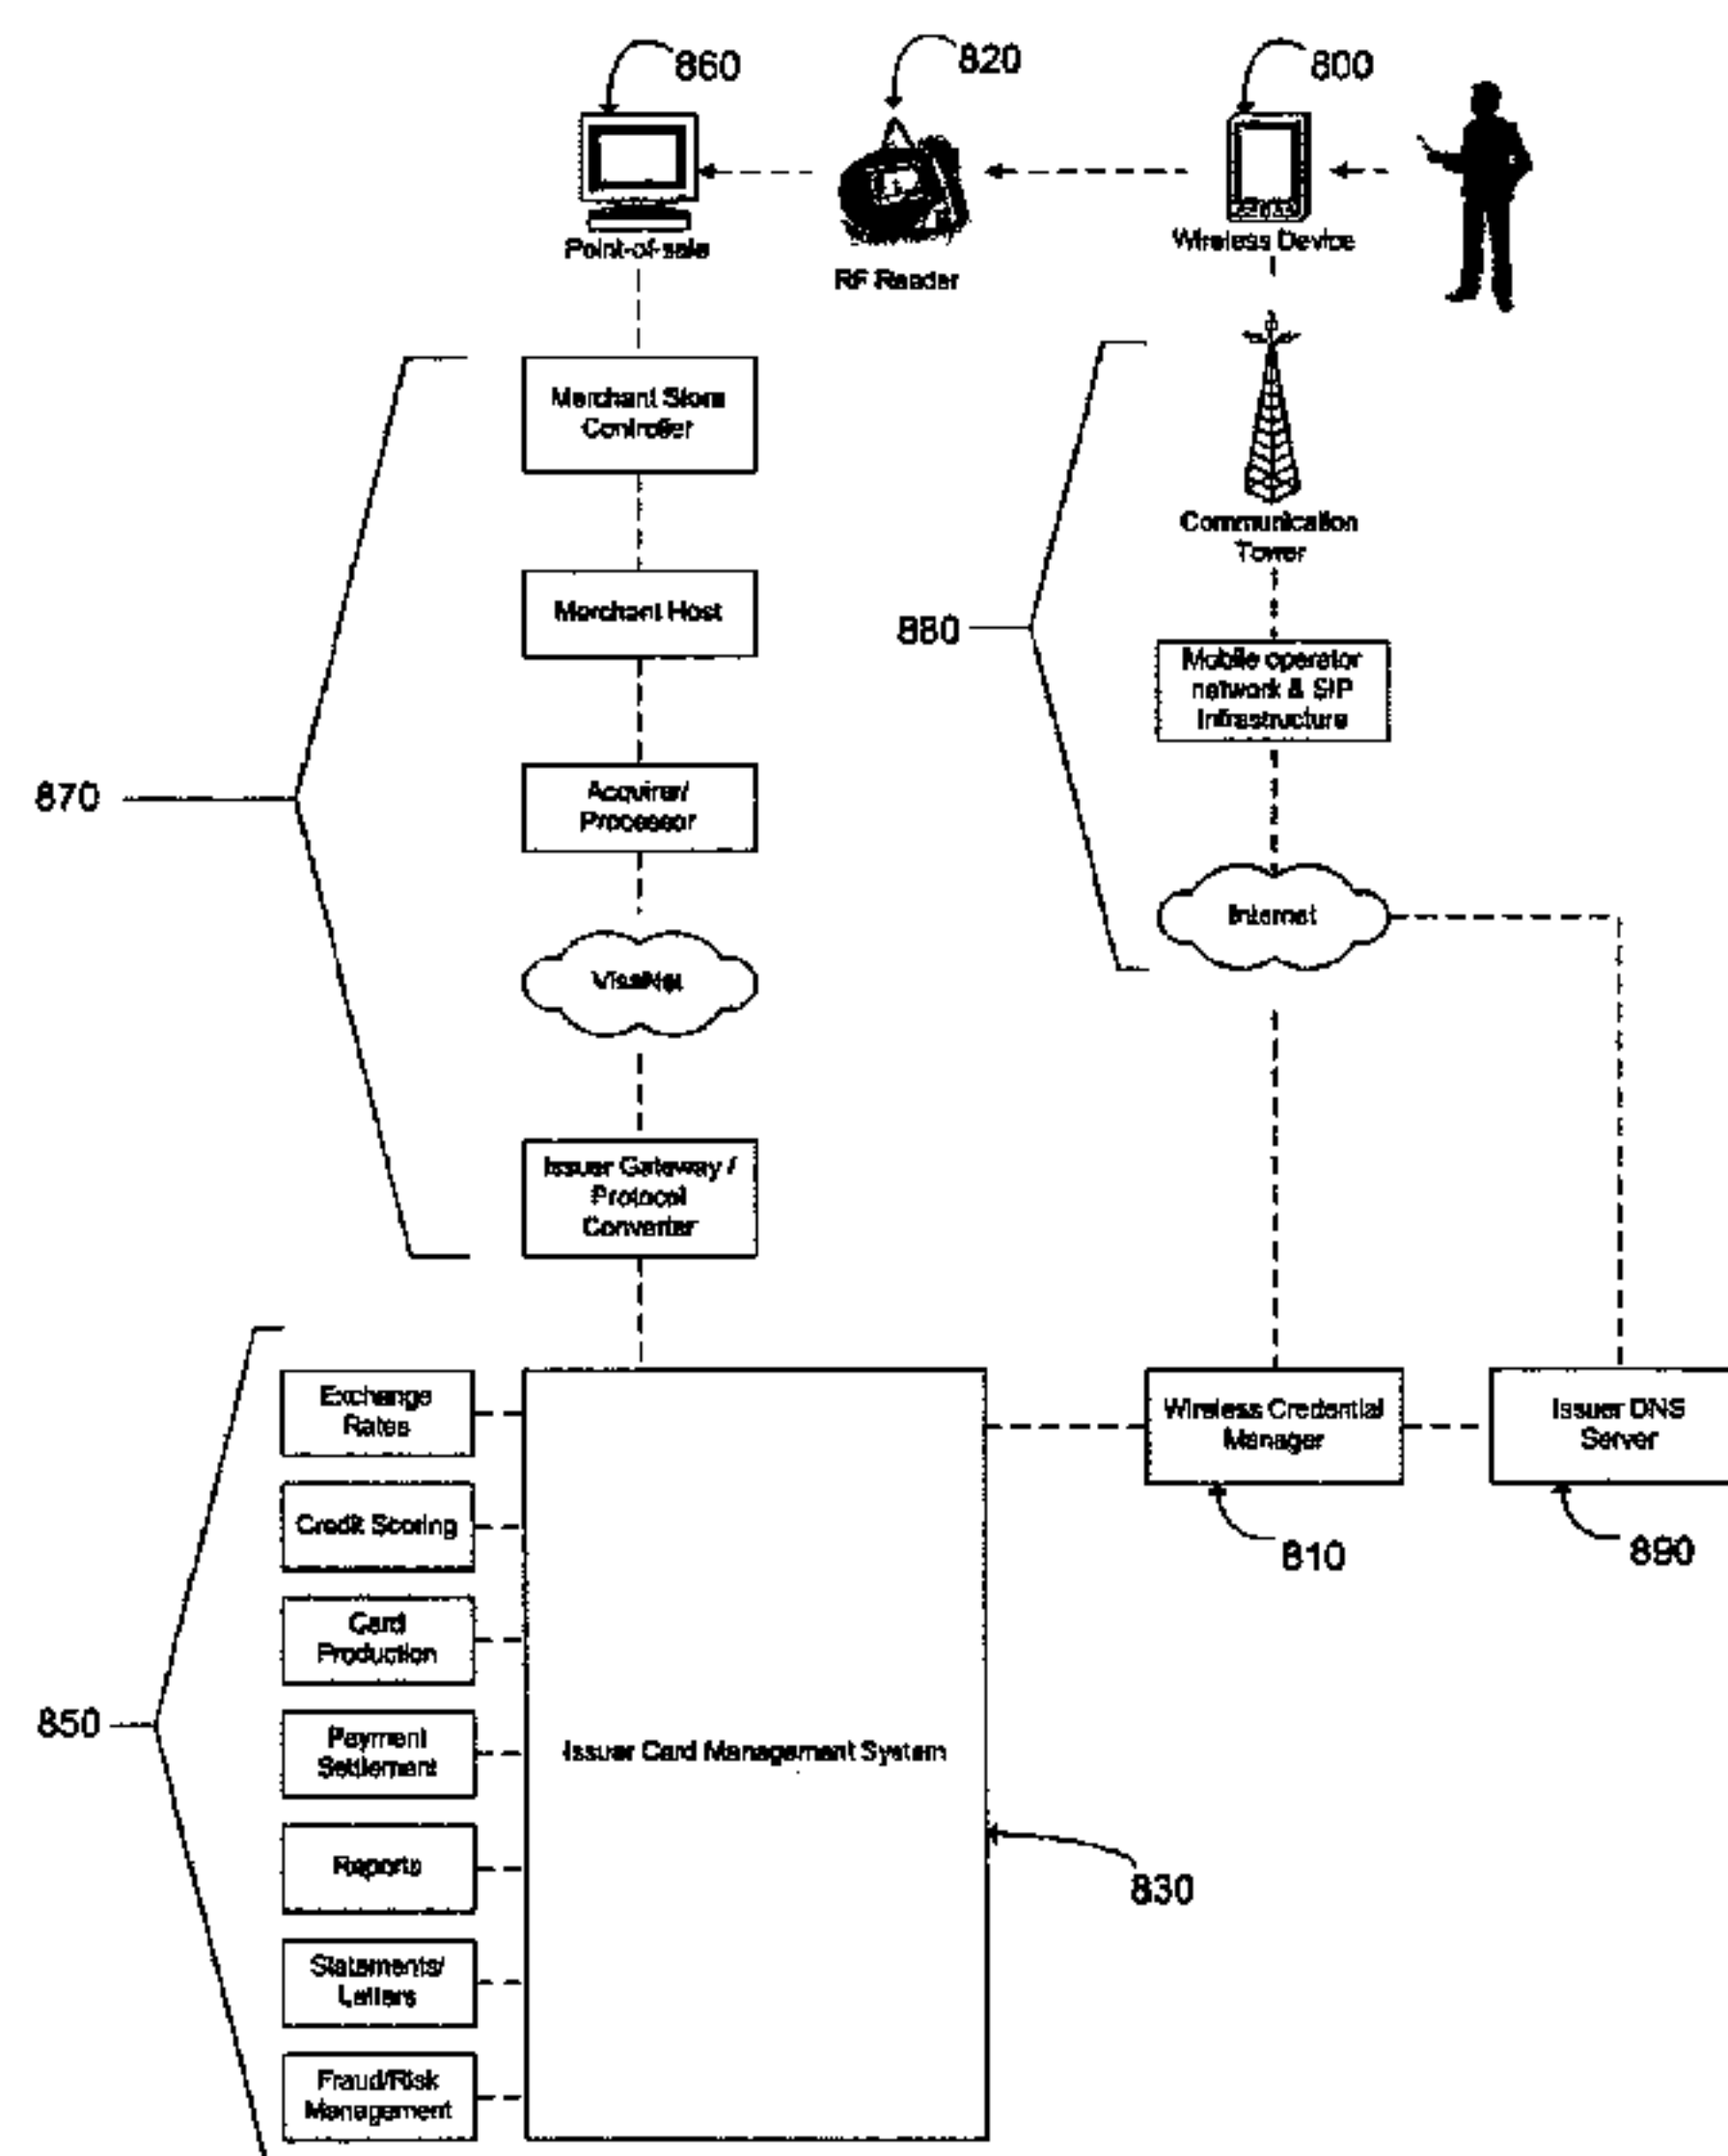 860
820
800
Point-of-sale
RF Reader
Wireless Device
Merchant Store
Controller
Communication
Tower
Merchant Host
880
Mobile operator
network & SIP
Infrastructure
870
Acquirer/
Processor
Internet
VisaNet
Issuer Gateway /
Protocol
Converter
Exchange
Rates
Wireless Credential
Manager
Issuer DNS
Server
Credit Scoring
810
890
Card
Production
850
Payment
Settlement
Issuer Card Management System
Reports
830
Statements/
Letters
Fraud/Risk
Management